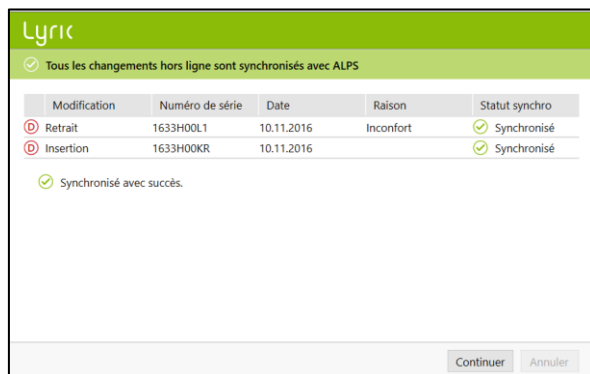 Lyric
Tous les changements hors ligne sont synchronisés avec ALPS
Modification Numéro de série Date Raison Statut synchro
D Retrait 1633H00L1 10.11.2016 Inconfort Synchronisé
D Insertion 1633H00KR 10.11.2016 Synchronisé
Synchronisé avec succès.
Continuer Annuler